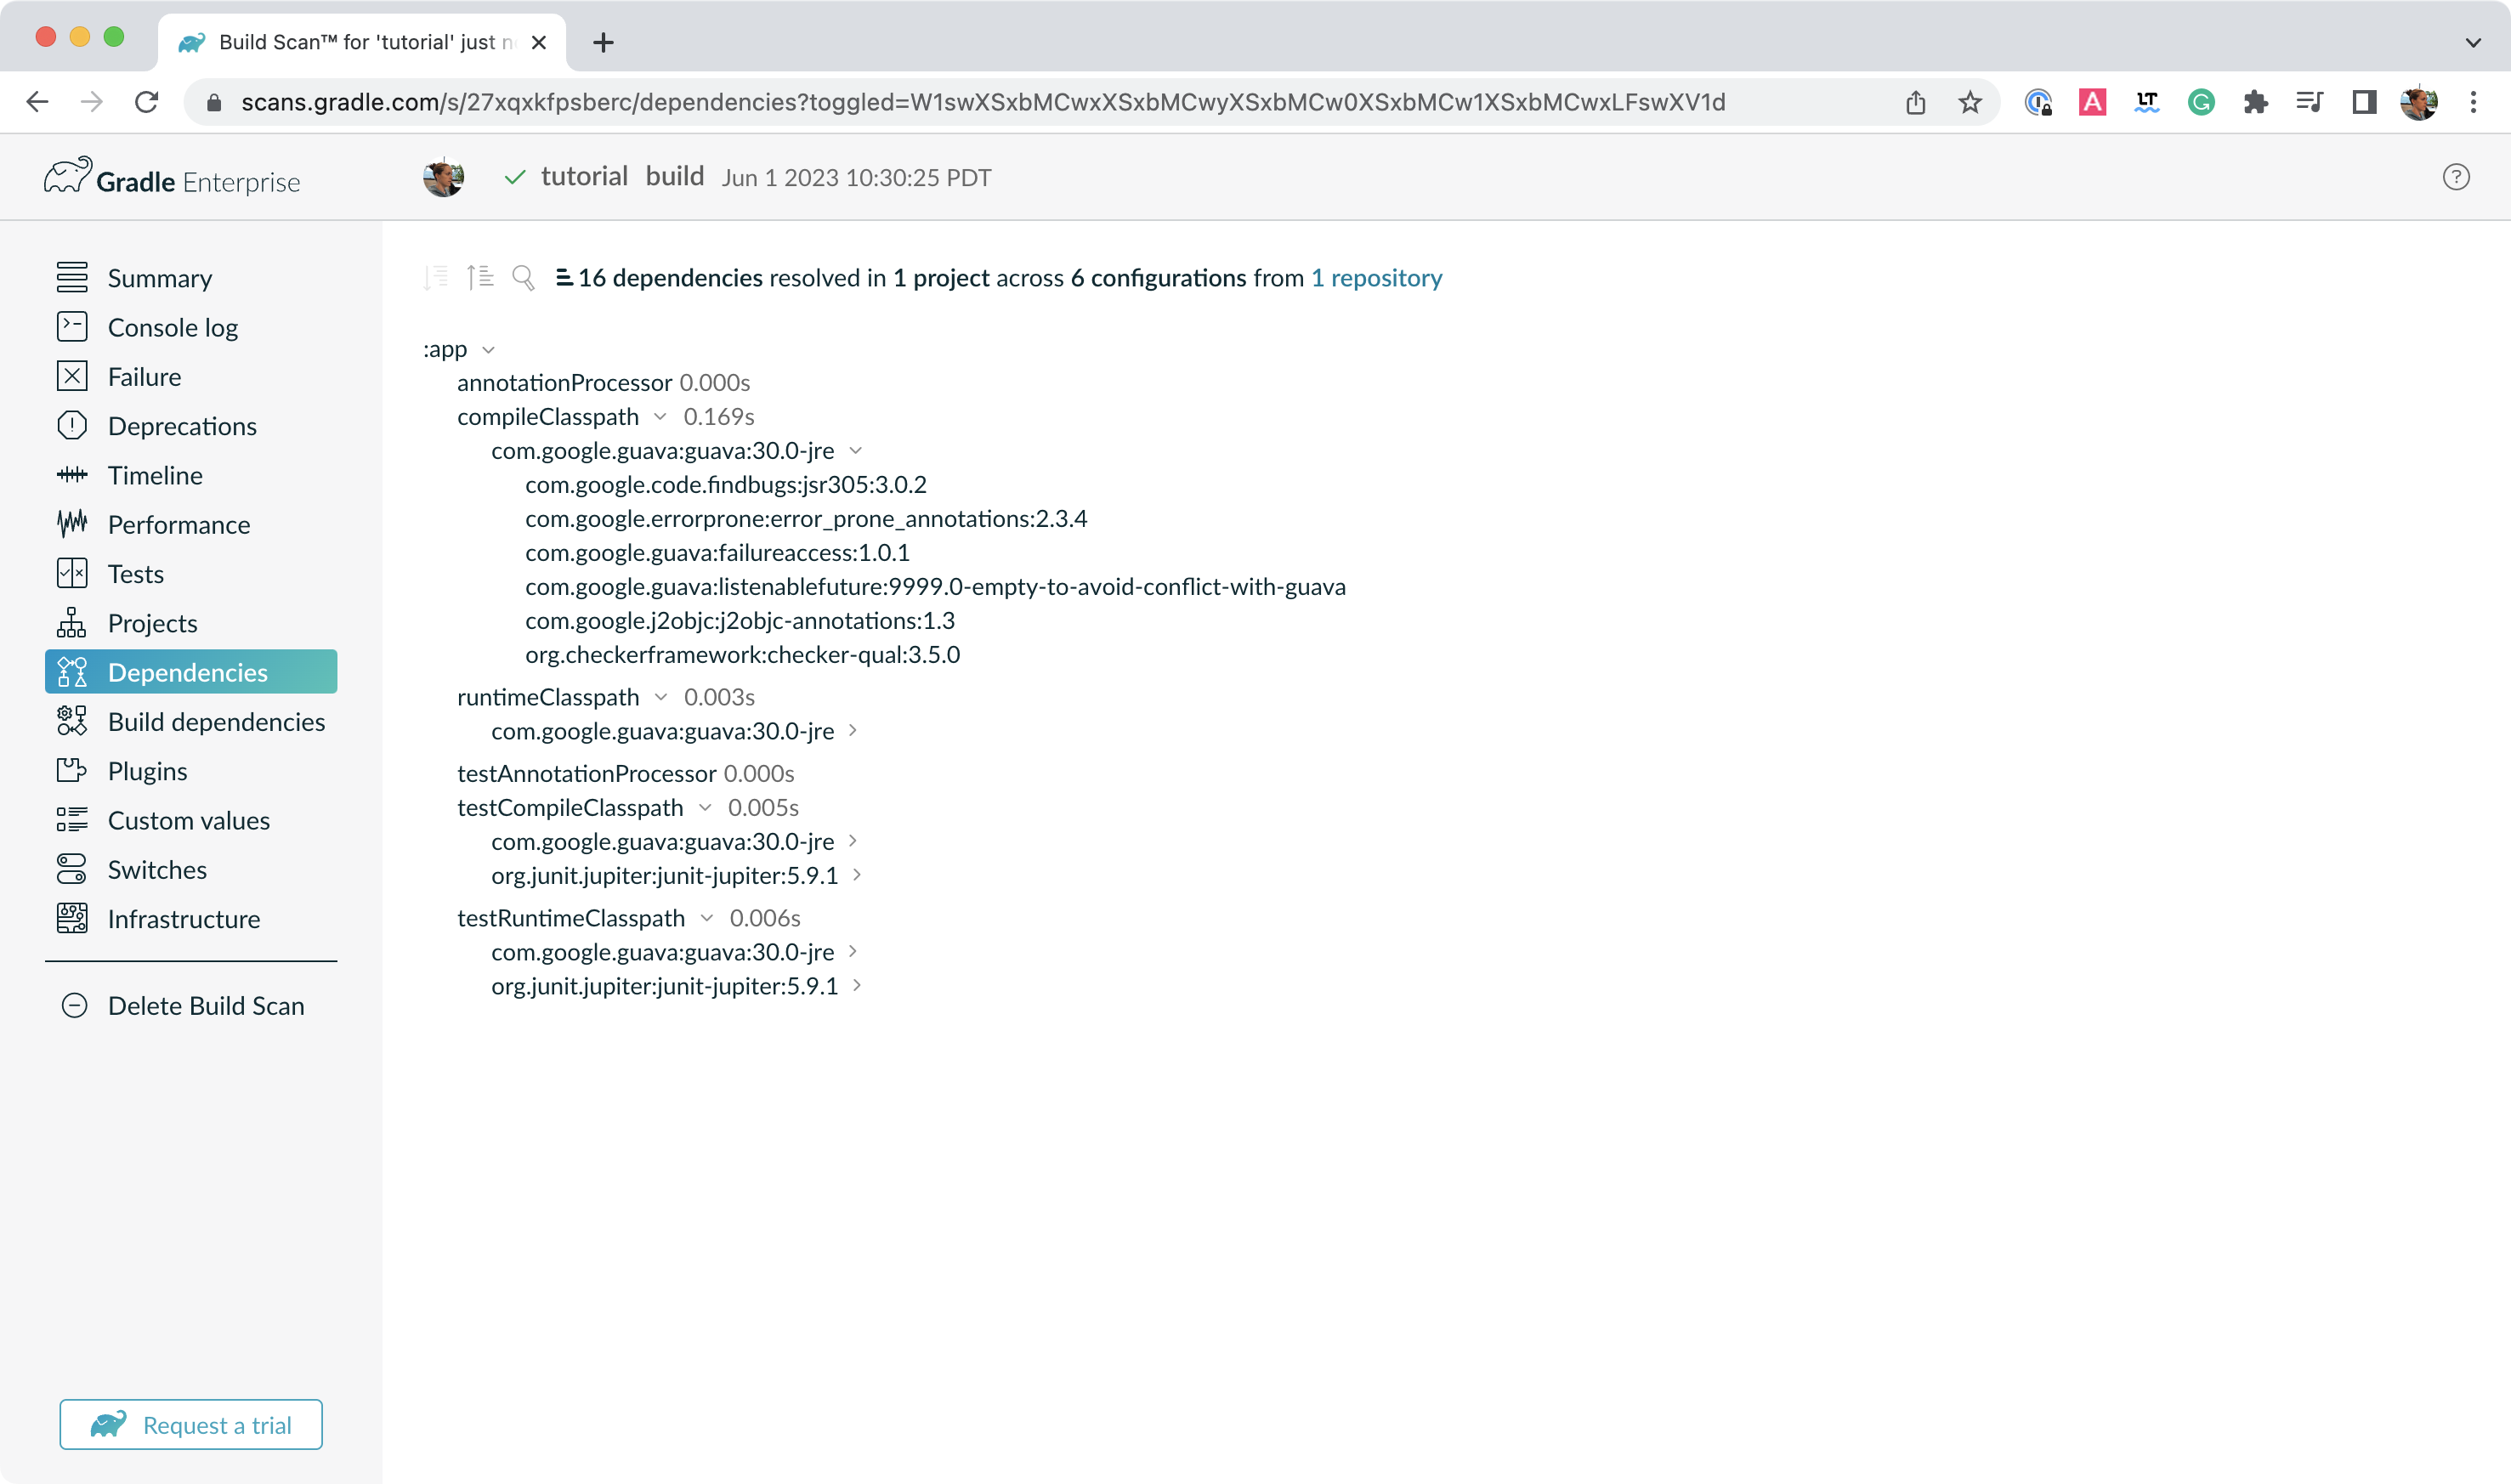 Build Scan™ for 'tutorial' just n
scans.gradle.com/s/27xqxkfpsberc/dependencies?toggled=W1swXSxbMCwxXSxbMCwyXSxbMCw0XSxbMCw1XSxbMCwxLFswXV1d
A LT G
Gradle Enterprise
tutorial build Jun 1 2023 10:30:25 PDT
?
Summary
Console log
Failure
Deprecations
Timeline
Performance
Tests
Projects
Dependencies
Build dependencies
Plugins
Custom values
Switches
Infrastructure
Delete Build Scan
Request a trial
16 dependencies resolved in 1 project across 6 configurations from 1 repository
:app
annotationProcessor 0.000s
compileClasspath 0.169s
com.google.guava:guava:30.0-jre
com.google.code.findbugs:jsr305:3.0.2
com.google.errorprone:error_prone_annotations:2.3.4
com.google.guava:failureaccess:1.0.1
com.google.guava:listenablefuture:9999.0-empty-to-avoid-conflict-with-guava
com.google.j2objc:j2objc-annotations:1.3
org.checkerframework:checker-qual:3.5.0
runtimeClasspath 0.003s
com.google.guava:guava:30.0-jre
testAnnotationProcessor 0.000s
testCompileClasspath 0.005s
com.google.guava:guava:30.0-jre
org.junit.jupiter:junit-jupiter:5.9.1
testRuntimeClasspath 0.006s
com.google.guava:guava:30.0-jre
org.junit.jupiter:junit-jupiter:5.9.1